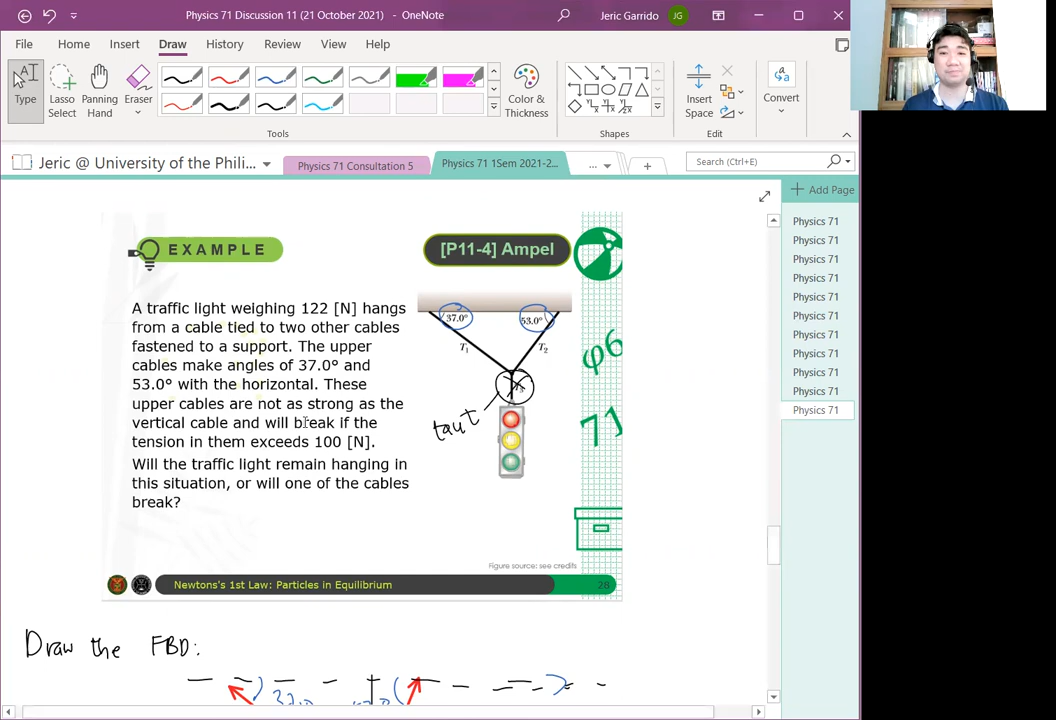 Physics 71 Discussion 11 (21 October 2021) - OneNote
Jeric Garrido
JG
File
Home
Insert
Draw
History
Review
View
Help
Type
Lasso
Select
Panning
Hand
Eraser
Color &
Thickness
Insert
Space
Convert
Tools
Shapes
Edit
Jeric @ University of the Phili...
Physics 71 Consultation 5
Physics 71 1Sem 2021-2...
...
Search (Ctrl+E)
Add Page
Physics 71
Physics 71
Physics 71
Physics 71
Physics 71
Physics 71
Physics 71
Physics 71
Physics 71
Physics 71
Physics 71
EXAMPLE
[P11-4] Ampel
A traffic light weighing 122 [N] hangs
from a cable tied to two other cables
fastened to a support. The upper
cables make angles of 37.0° and
53.0° with the horizontal. These
upper cables are not as strong as the
vertical cable and will break if the
tension in them exceeds 100 [N].
Will the traffic light remain hanging in
this situation, or will one of the cables
break?
37.0°
53.0°
T₁
T₂
taut
φ6
71
Figure source: see credits
Newtons's 1st Law: Particles in Equilibrium
28
Draw the FBD: